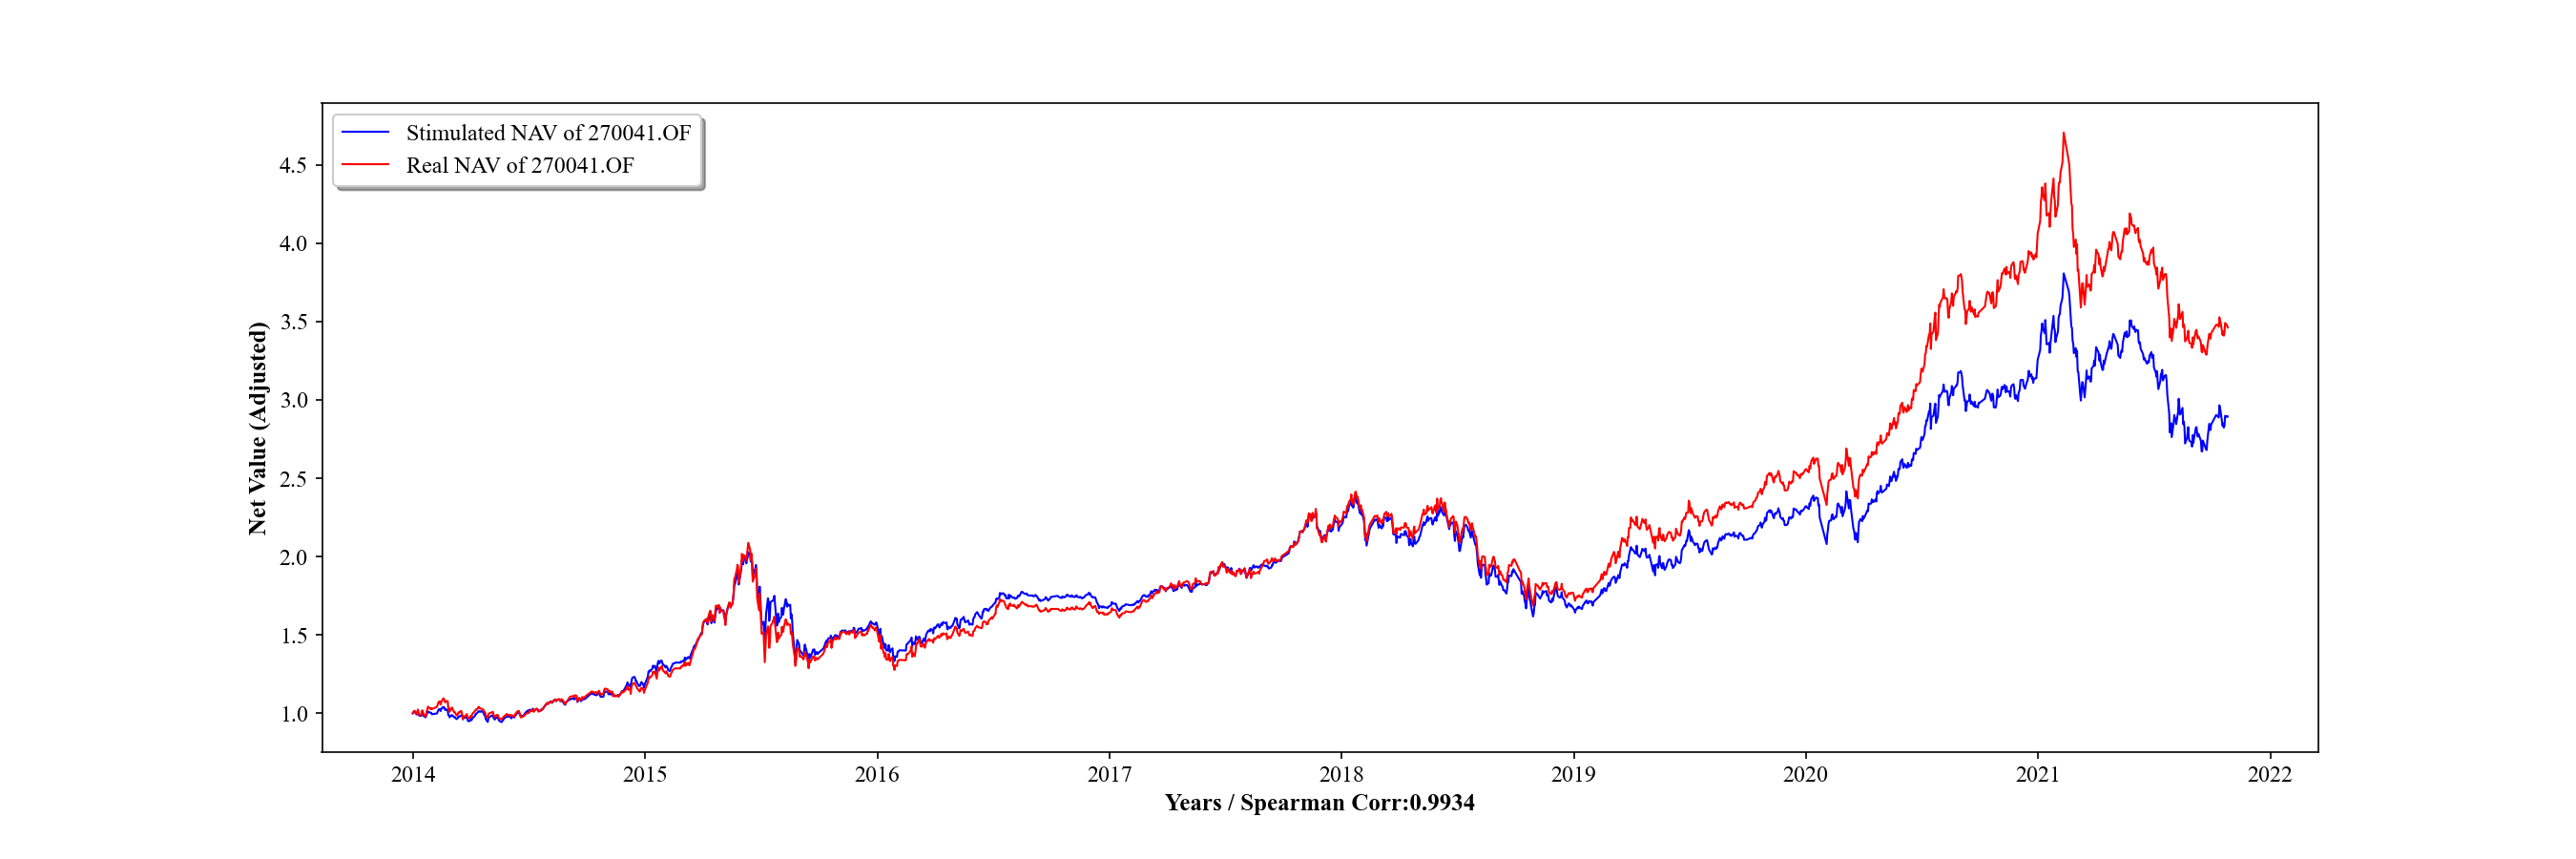 Stimulated NAV of 270041.OF
Real NAV of 270041.OF
Net Value (Adjusted)
4.5
4.0
3.5
3.0
2.5
2.0
1.5
1.0
2014 2015 2016 2017 2018 2019 2020 2021 2022
Years / Spearman Corr:0.9934